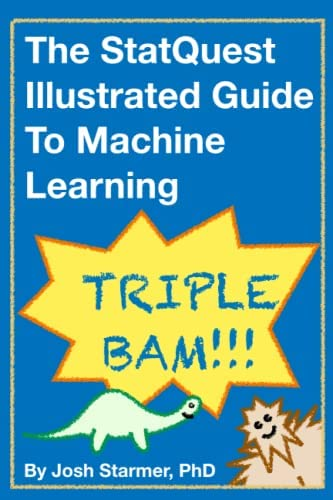 The StatQuest
Illustrated Guide
To Machine
Learning
TRIPLE
BAM!!!
By Josh Starmer, PhD